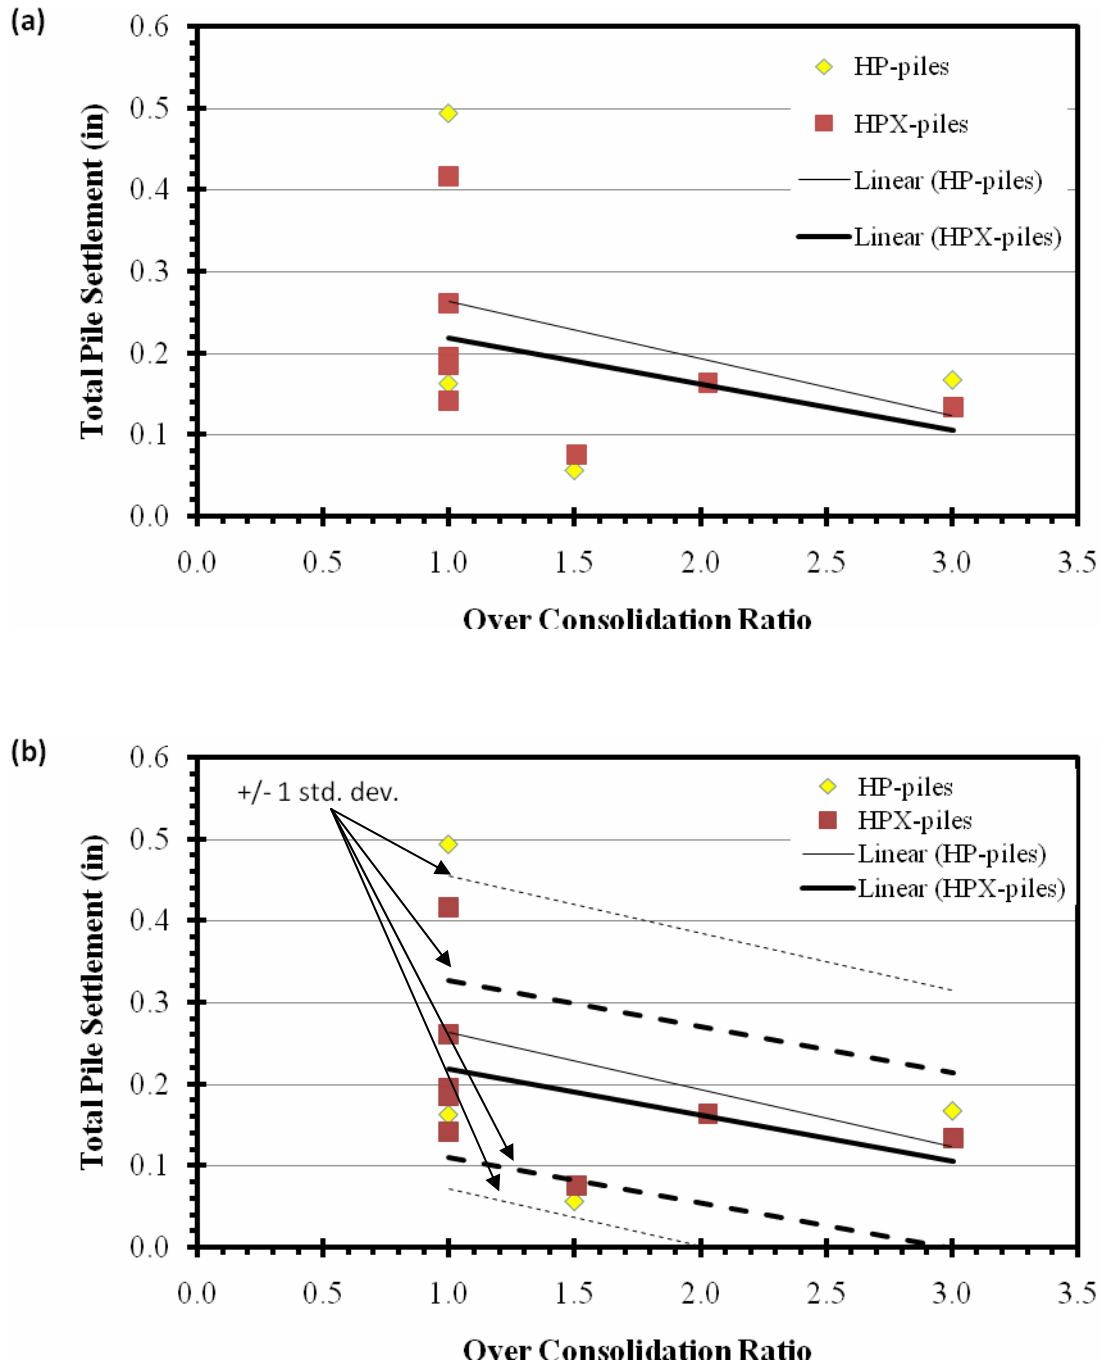 (a)
0.6
0.5
0.4
0.3
0.2
0.1
0.0
Total Pile Settlement (in)
HP-piles
HPX-piles
Linear (HP-piles)
Linear (HPX-piles)
0.0 0.5 1.0 1.5 2.0 2.5 3.0 3.5
Over Consolidation Ratio
(b)
0.6
0.5
0.4
0.3
0.2
0.1
0.0
Total Pile Settlement (in)
+/- 1 std. dev.
HP-piles
HPX-piles
Linear (HP-piles)
Linear (HPX-piles)
0.0 0.5 1.0 1.5 2.0 2.5 3.0 3.5
Over Consolidation Ratio